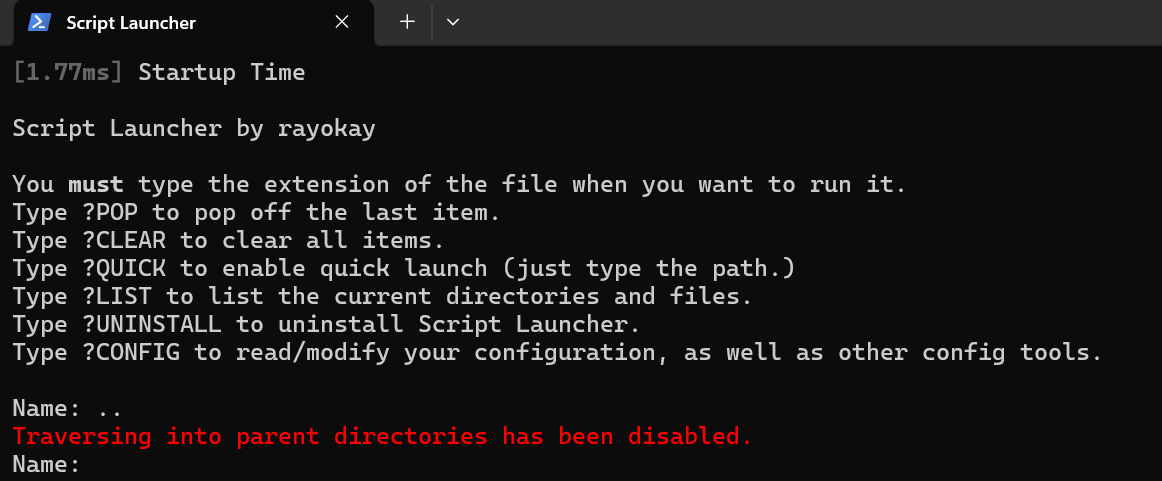 Script Launcher
[1.77ms] Startup Time
Script Launcher by rayokay
You must type the extension of the file when you want to run it.
Type ?POP to pop off the last item.
Type ?CLEAR to clear all items.
Type ?QUICK to enable quick launch (just type the path.)
Type ?LIST to list the current directories and files.
Type ?UNINSTALL to uninstall Script Launcher.
Type ?CONFIG to read/modify your configuration, as well as other config tools.
Name: ..
Traversing into parent directories has been disabled.
Name: